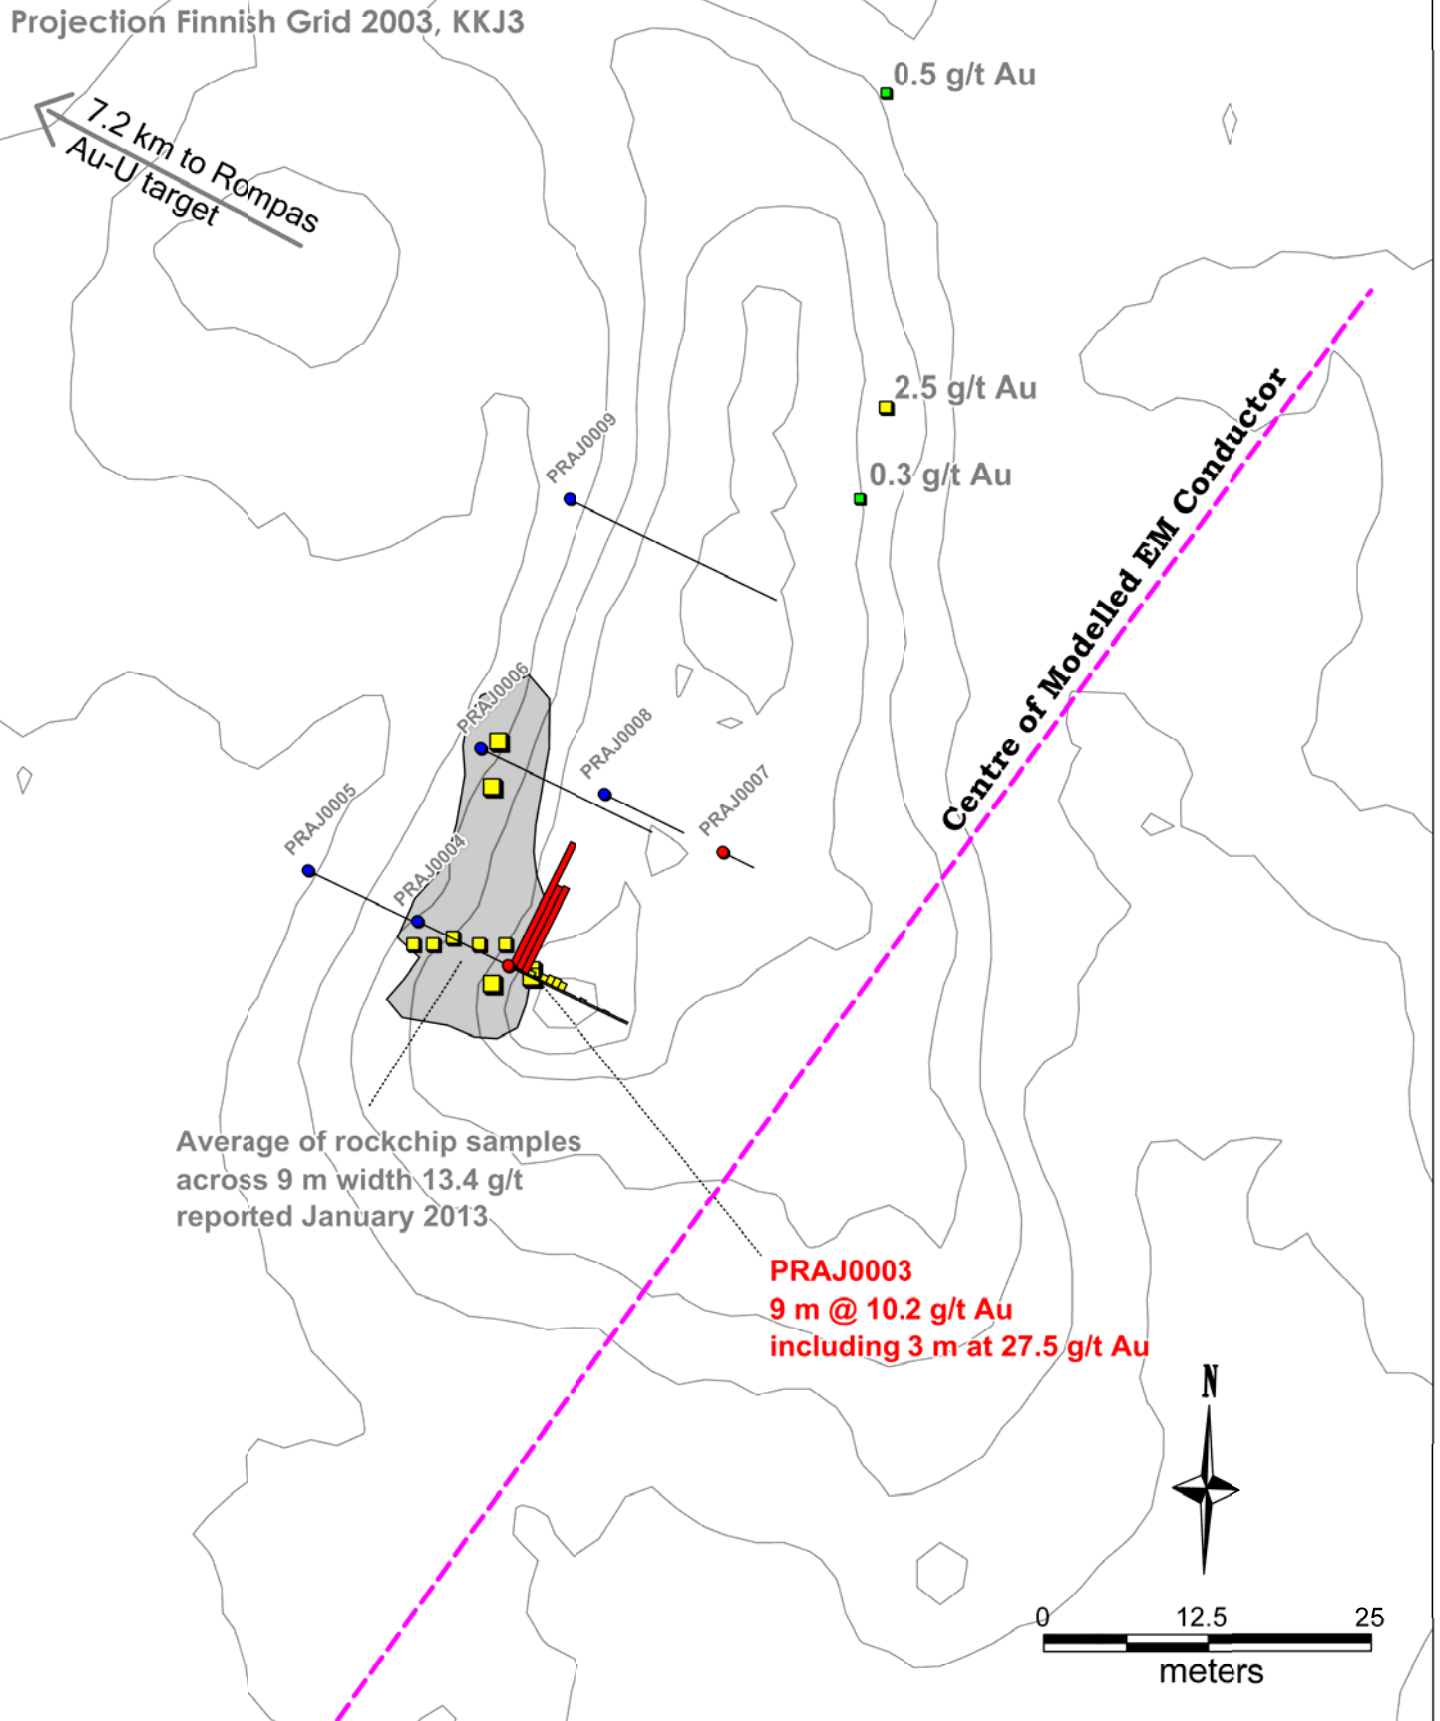 Projection Finnish Grid 2003, KKJ3
0.5 g/t Au
7.2 km to Rompas
Au-U target
2.5 g/t Au
0.3 g/t Au
PRAJ0009
Centre of Modelled EM Conductor
PRAJ0006
PRAJ0008
PRAJ0007
PRAJ0005
PRAJ0004
Average of rockchip samples
across 9 m width 13.4 g/t
reported January 2013
PRAJ0003
9 m @ 10.2 g/t Au
including 3 m at 27.5 g/t Au
N
0 12.5 25
meters